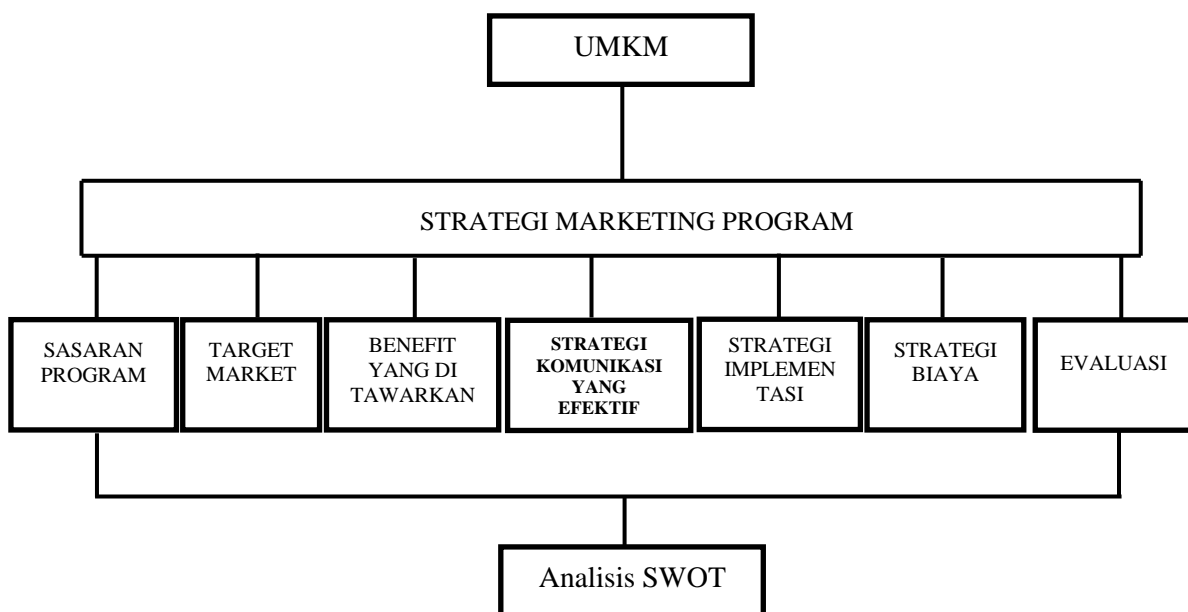 UMKM
STRATEGI MARKETING PROGRAM
SASARAN
PROGRAM
TARGET
MARKET
BENEFIT
YANG DI
TAWARKAN
STRATEGI
KOMUNIKASI
YANG
EFEKTIF
STRATEGI
IMPLEMEN
TASI
STRATEGI
BIAYA
EVALUASI
Analisis SWOT